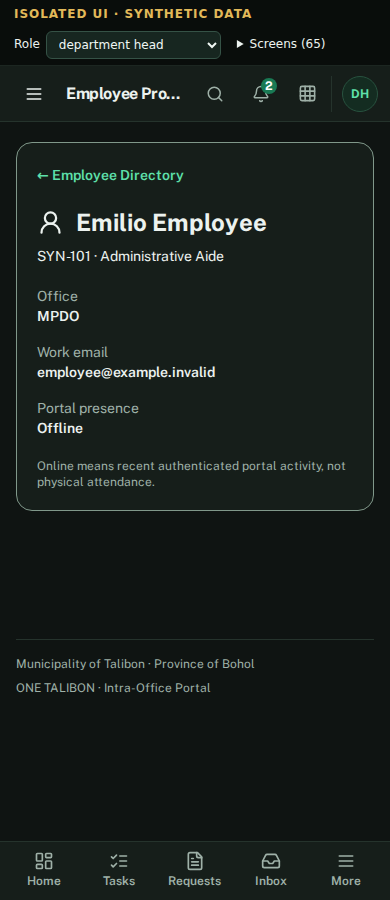 ISOLATED UI · SYNTHETIC DATA
Role department head ▶ Screens (65)
Employee Pro... 2 DH
← Employee Directory
Emilio Employee
SYN-101 · Administrative Aide
Office
MPDO
Work email
employee@example.invalid
Portal presence
Offline
Online means recent authenticated portal activity, not
physical attendance.
Municipality of Talibon · Province of Bohol
ONE TALIBON · Intra-Office Portal
Home Tasks Requests Inbox More